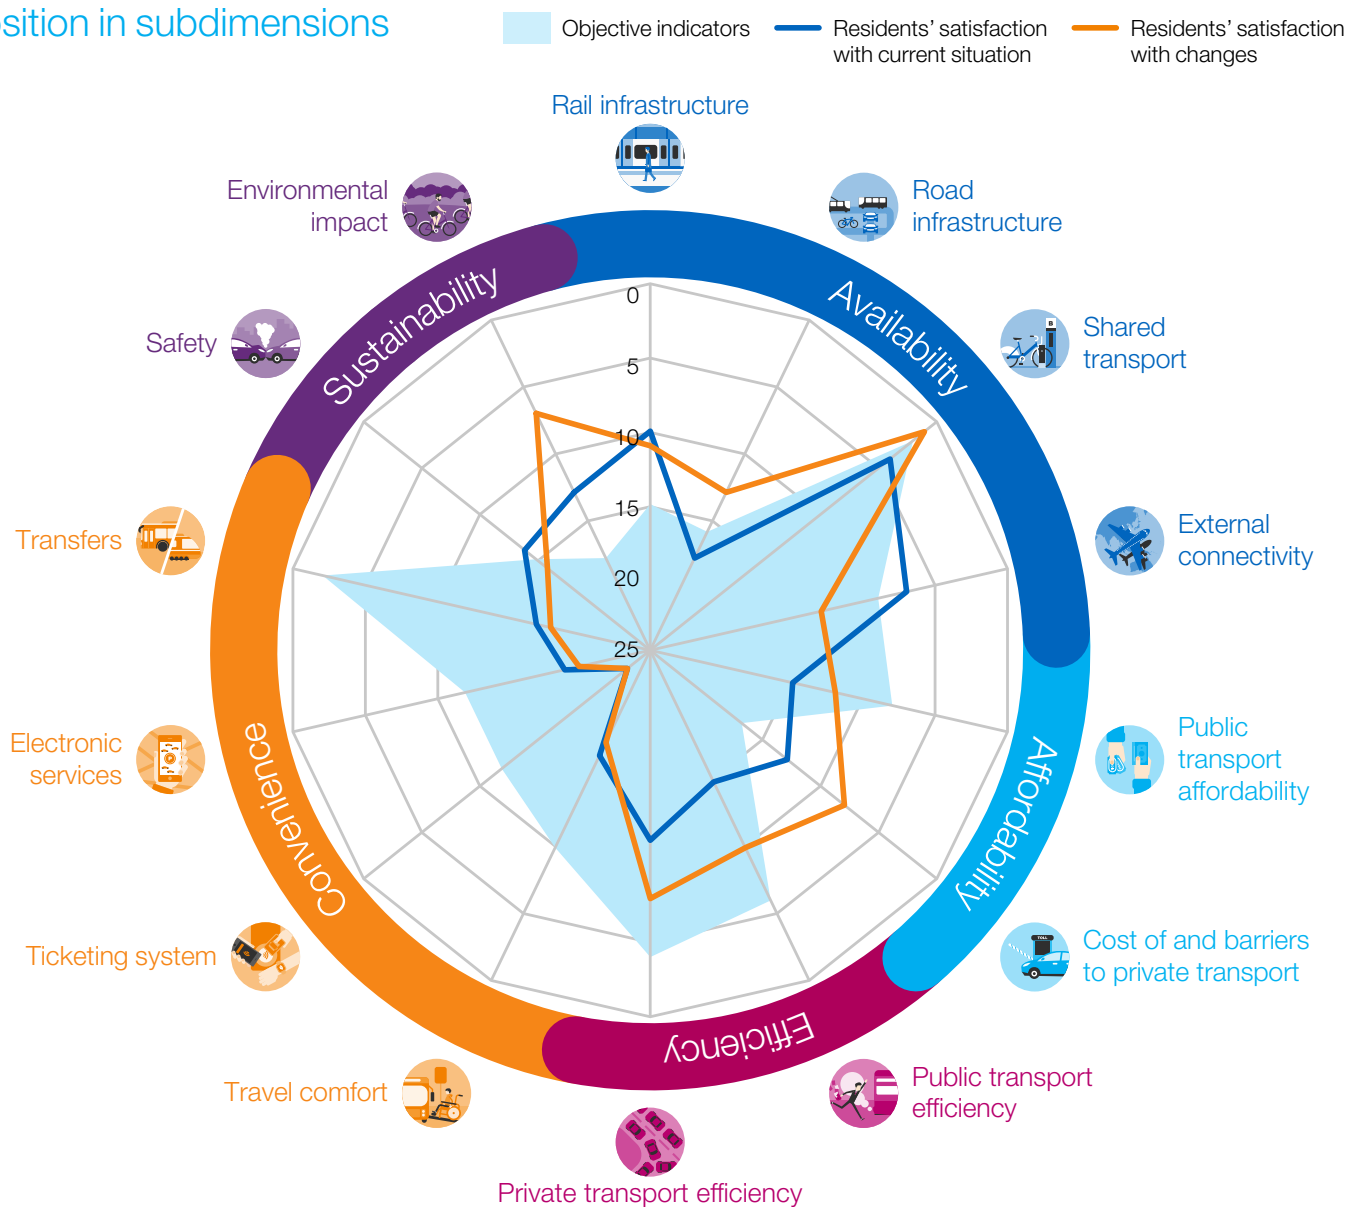 sition in subdimensions
Objective indicators
Residents’ satisfaction
with current situation
Residents’ satisfaction
with changes
Rail infrastructure
Road
infrastructure
Shared
transport
External
connectivity
Public
transport
affordability
Cost of and barriers
to private transport
Public transport
efficiency
Private transport efficiency
Travel comfort
Ticketing system
Electronic
services
Transfers
Safety
Environmental
impact
Availability
Affordability
Efficiency
Convenience
Sustainability
0
5
10
15
20
25
B
TOLL